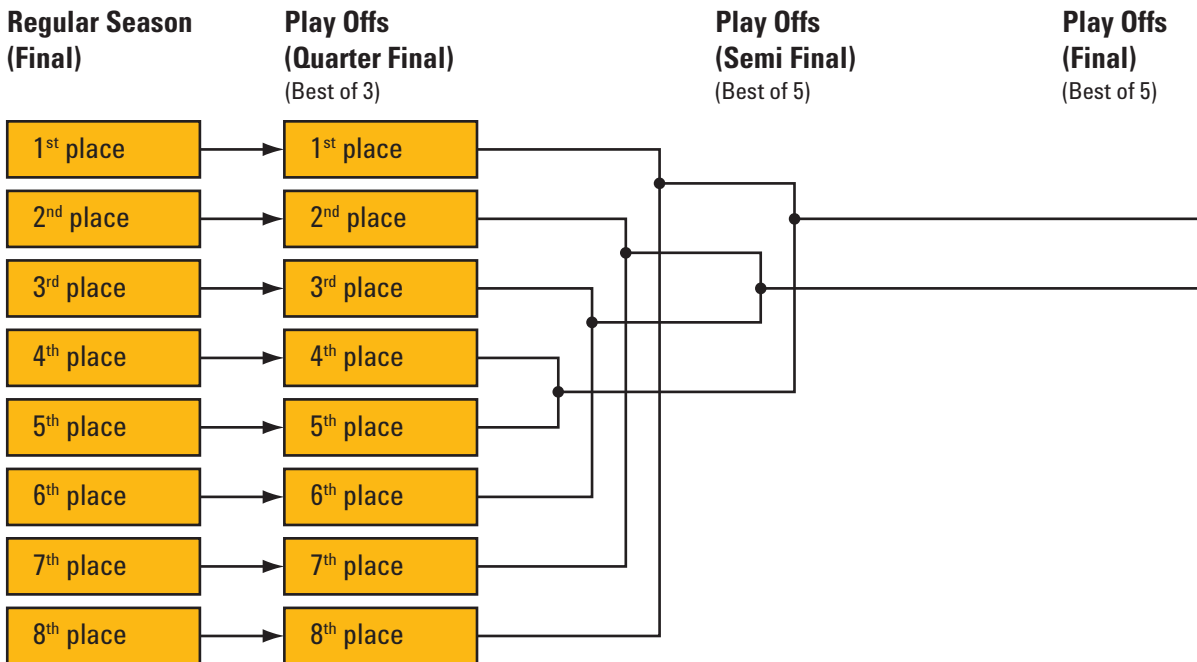 Regular Season
(Final)
Play Offs
(Quarter Final)
(Best of 3)
Play Offs
(Semi Final)
(Best of 5)
Play Offs
(Final)
(Best of 5)
1st place
1st place
2nd place
2nd place
3rd place
3rd place
4th place
4th place
5th place
5th place
6th place
6th place
7th place
7th place
8th place
8th place